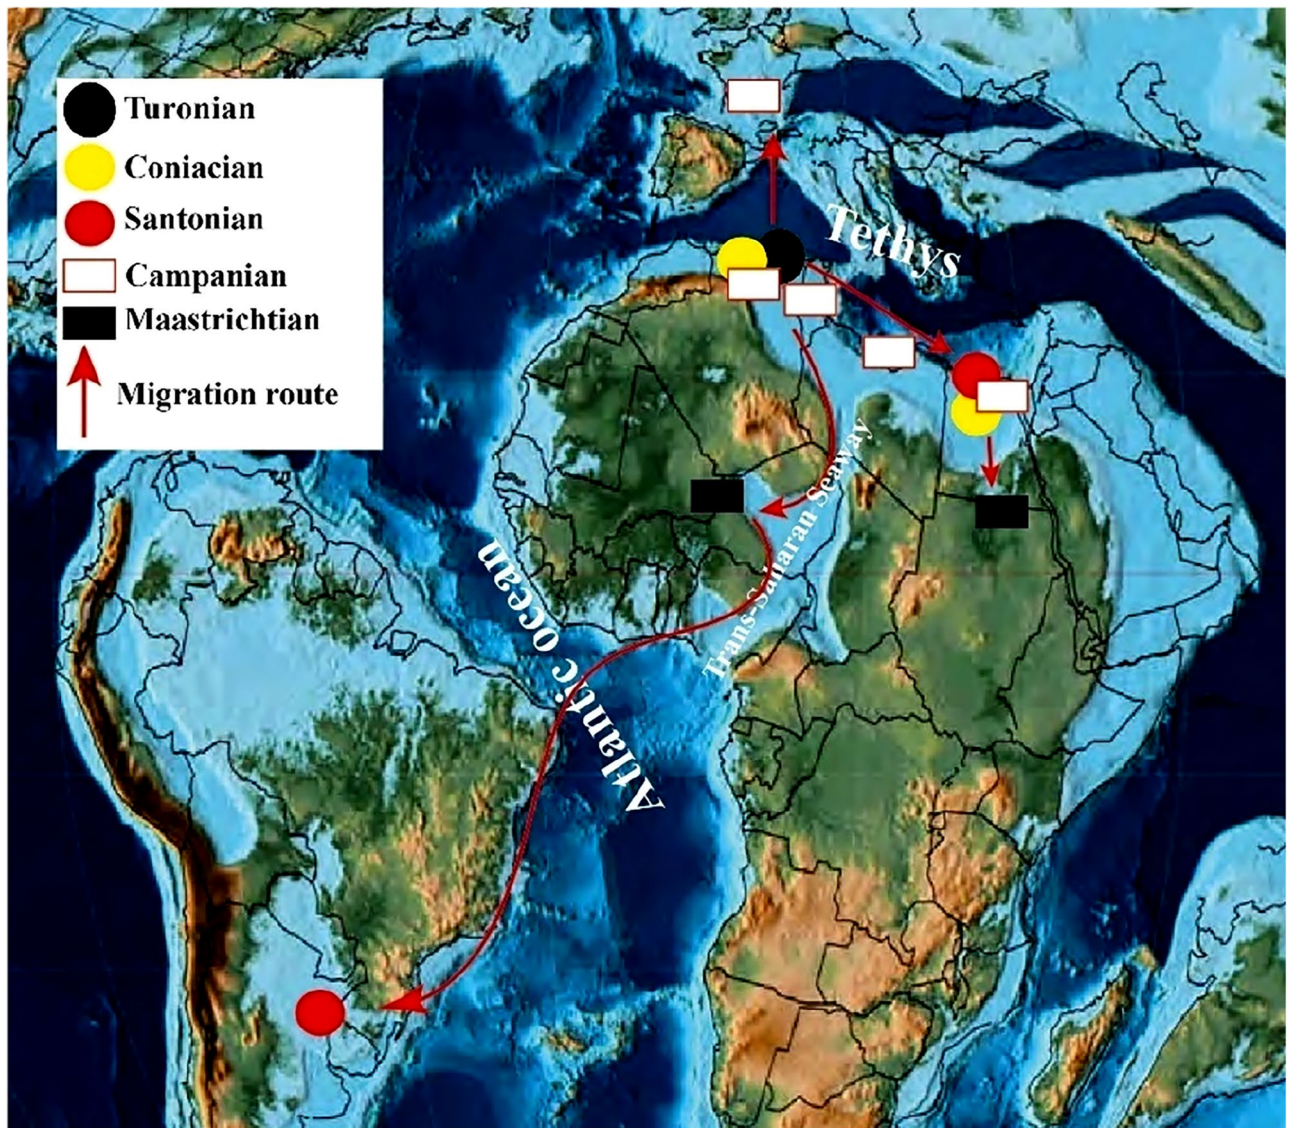 Turonian
Coniacian
Santonian
Campanian
Maastrichtian
Migration route
Tethys
Trans-Saharan Seaway
Atlantic ocean